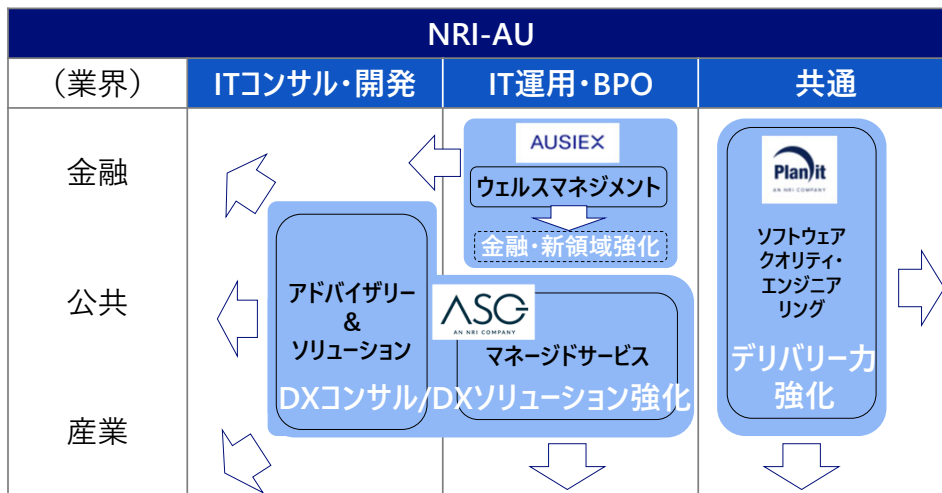 NRI-AU
（業界）
ITコンサル・開発
IT運用・BPO
共通
金融
公共
産業
AUSIEX
ウェルスマネジメント
金融・新領域強化
アドバイザリー
&
ソリューション
ASG
AN NRI COMPANY
マネージドサービス
DXコンサル/DXソリューション強化
Planit
AN NRI COMPANY
ソフトウェア
クオリティ・
エンジニア
リング
デリバリー力
強化